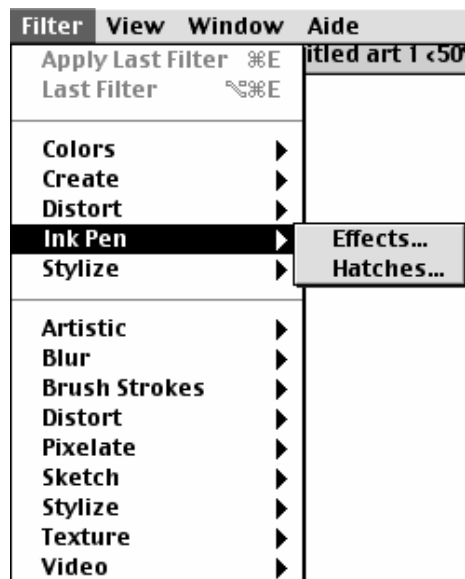 Filter View Window Aide
Apply Last Filter ⌘E
itled art 1 <50%
Last Filter ⌥⌘E
Colors
Create
Distort
Ink Pen
Effects...
Stylize
Hatches...
Artistic
Blur
Brush Strokes
Distort
Pixelate
Sketch
Stylize
Texture
Video